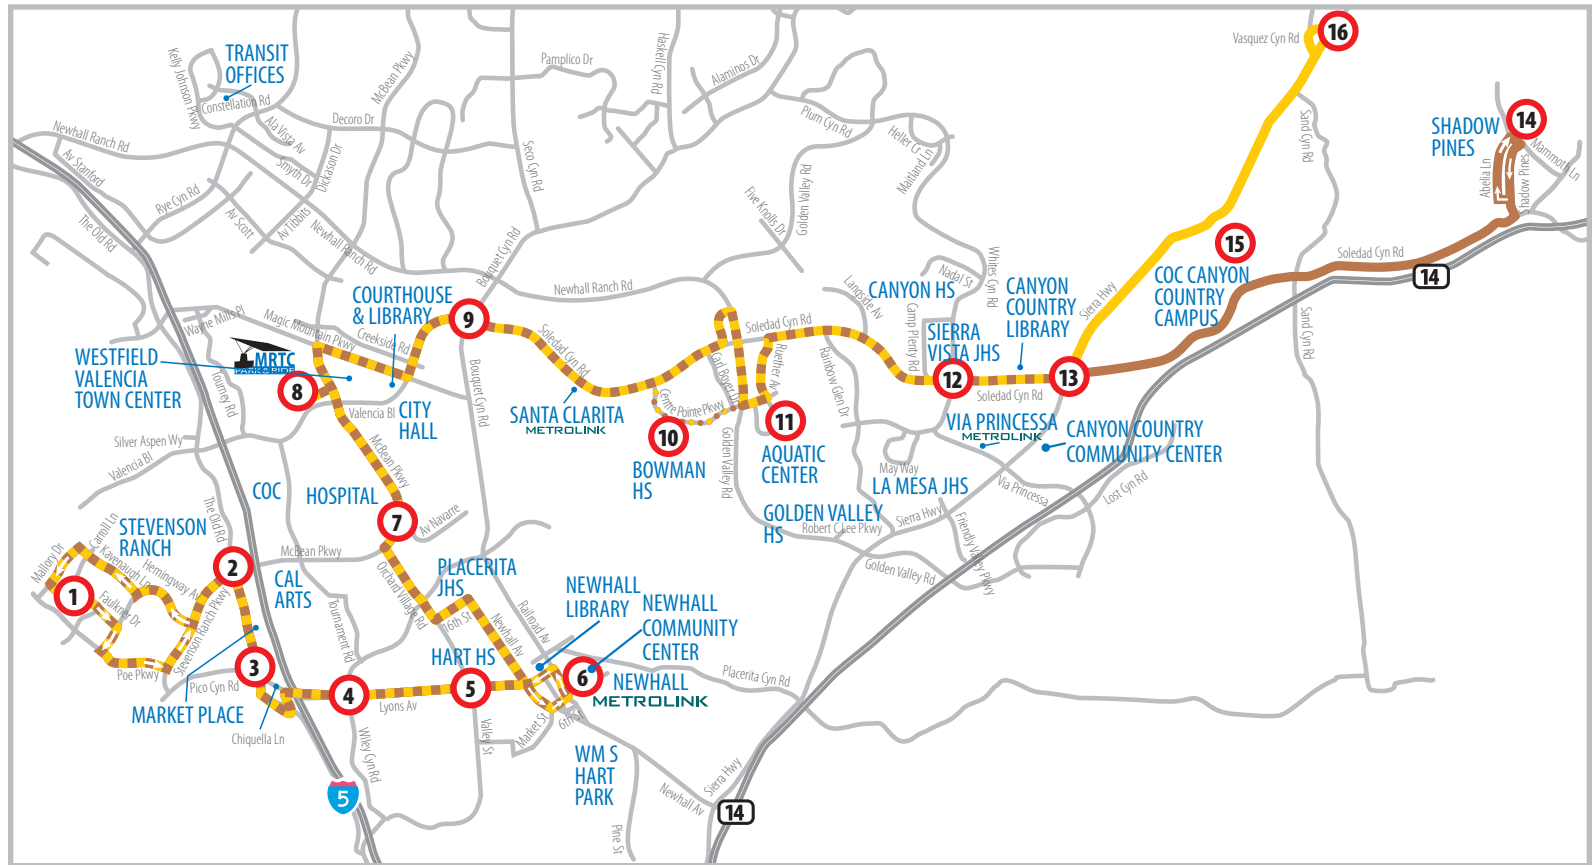 TRANSIT
OFFICES
Kelly Johnson Pkwy
Constellation Rd
Ala Vista Av
McBean Pkwy
Decoro Dr
Newhall Ranch Rd
Av Stanford
Smyth Dr
Dickason Dr
Rye Cyn Rd
Av Scott
Av Tibbits
Newhall Ranch Rd
The Old Rd
Seco Cyn Rd
Pamplico Dr
Haskell Cyn Rd
Alaminos Dr
Plum Cyn Rd
Heller Cr
Maitland Ln
Golden Valley Rd
Five Knolls Dr
Bouquet Cyn Rd
Newhall Ranch Rd
Vasquez Cyn Rd
16
Sand Cyn Rd
SHADOW
PINES
14
Mammoth Ln
Abelia Ln
Shadow Pines
Soledad Cyn Rd
14
15
COC CANYON
COUNTRY
CAMPUS
Sand Cyn Rd
Sierra Hwy
Whites Cyn Rd
Nadal St
CANYON HS
Langside Av
Camp Plenty Rd
CANYON
COUNTRY
LIBRARY
SIERRA
VISTA JHS
12
13
Soledad Cyn Rd
Wayne Mills Pl
Magic Mountain Pkwy
COURTHOUSE
& LIBRARY
Creekside Rd
9
Soledad Cyn Rd
Soledad Cyn Rd
WESTFIELD
VALENCIA
TOWN CENTER
MRTC
PARK & RIDE
8
Tourney Rd
Valencia Bl
CITY
HALL
Bouquet Cyn Rd
SANTA CLARITA
METROLINK
Centre Pointe Pkwy
Carl Boyer Dr
Ruether Av
Rainbow Glen Dr
10
BOWMAN
HS
11
AQUATIC
CENTER
Golden Valley Rd
VIA PRINCESSA
METROLINK
CANYON COUNTRY
COMMUNITY CENTER
Silver Aspen Wy
Valencia Bl
McBean Pkwy
May Way
LA MESA JHS
Via Princessa
Lost Cyn Rd
COC
HOSPITAL
7
Av Navarre
GOLDEN VALLEY
HS
Robert C Lee Pkwy
Sierra Hwy
Friendly Valley Pkwy
Golden Valley Rd
The Old Rd
STEVENSON
RANCH
Carroll Ln
Mallory Dr
Kavenaugh Ln
Hemingway Av
1
Faulkner Dr
2
McBean Pkwy
CAL
ARTS
Orchard Village Rd
PLACERITA
JHS
16th St
Newhall Av
Railroad Av
NEWHALL
LIBRARY
NEWHALL
COMMUNITY
CENTER
Stevenson Ranch Pkwy
Poe Pkwy
3
Pico Cyn Rd
Tournament Rd
HART HS
4
5
6
NEWHALL
METROLINK
Placerita Cyn Rd
Lyons Av
MARKET PLACE
Chiquella Ln
Wiley Cyn Rd
Valley St
Market St
6th St
WM S
HART
PARK
5
Newhall Av
Sierra Hwy
14
Pine St